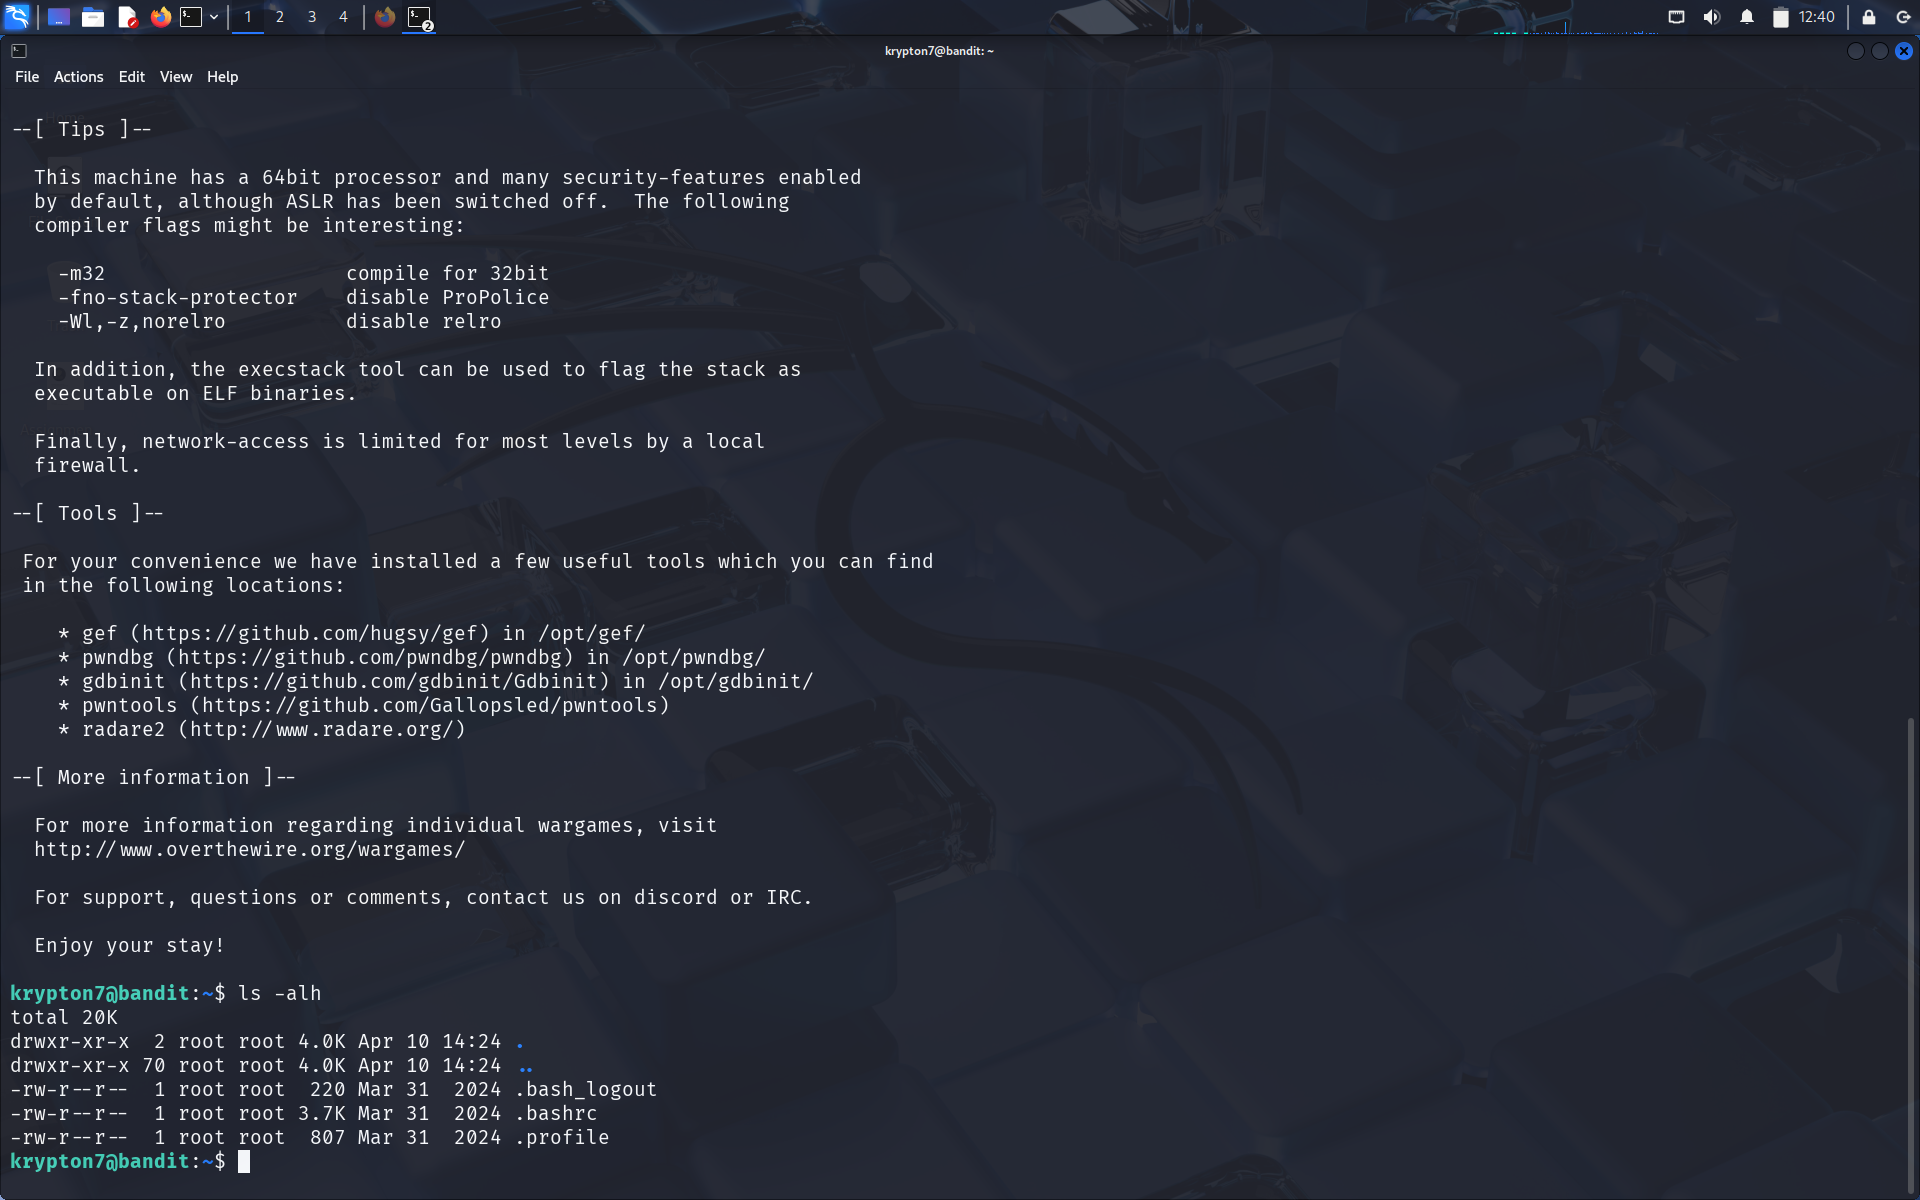 1 2 3 4
2
12:40
krypton7@bandit: ~
File Actions Edit View Help
--[ Tips ]--
This machine has a 64bit processor and many security-features enabled
by default, although ASLR has been switched off.  The following
compiler flags might be interesting:
-m32                    compile for 32bit
-fno-stack-protector    disable ProPolice
-Wl,-z,norelro          disable relro
In addition, the execstack tool can be used to flag the stack as
executable on ELF binaries.
Finally, network-access is limited for most levels by a local
firewall.
--[ Tools ]--
For your convenience we have installed a few useful tools which you can find
in the following locations:
* gef (https://github.com/hugsy/gef) in /opt/gef/
* pwndbg (https://github.com/pwndbg/pwndbg) in /opt/pwndbg/
* gdbinit (https://github.com/gdbinit/Gdbinit) in /opt/gdbinit/
* pwntools (https://github.com/Gallopsled/pwntools)
* radare2 (http://www.radare.org/)
--[ More information ]--
For more information regarding individual wargames, visit
http://www.overthewire.org/wargames/
For support, questions or comments, contact us on discord or IRC.
Enjoy your stay!
krypton7@bandit:~$ ls -alh
total 20K
drwxr-xr-x  2 root root 4.0K Apr 10 14:24 .
drwxr-xr-x 70 root root 4.0K Apr 10 14:24 ..
-rw-r--r--  1 root root  220 Mar 31  2024 .bash_logout
-rw-r--r--  1 root root 3.7K Mar 31  2024 .bashrc
-rw-r--r--  1 root root  807 Mar 31  2024 .profile
krypton7@bandit:~$